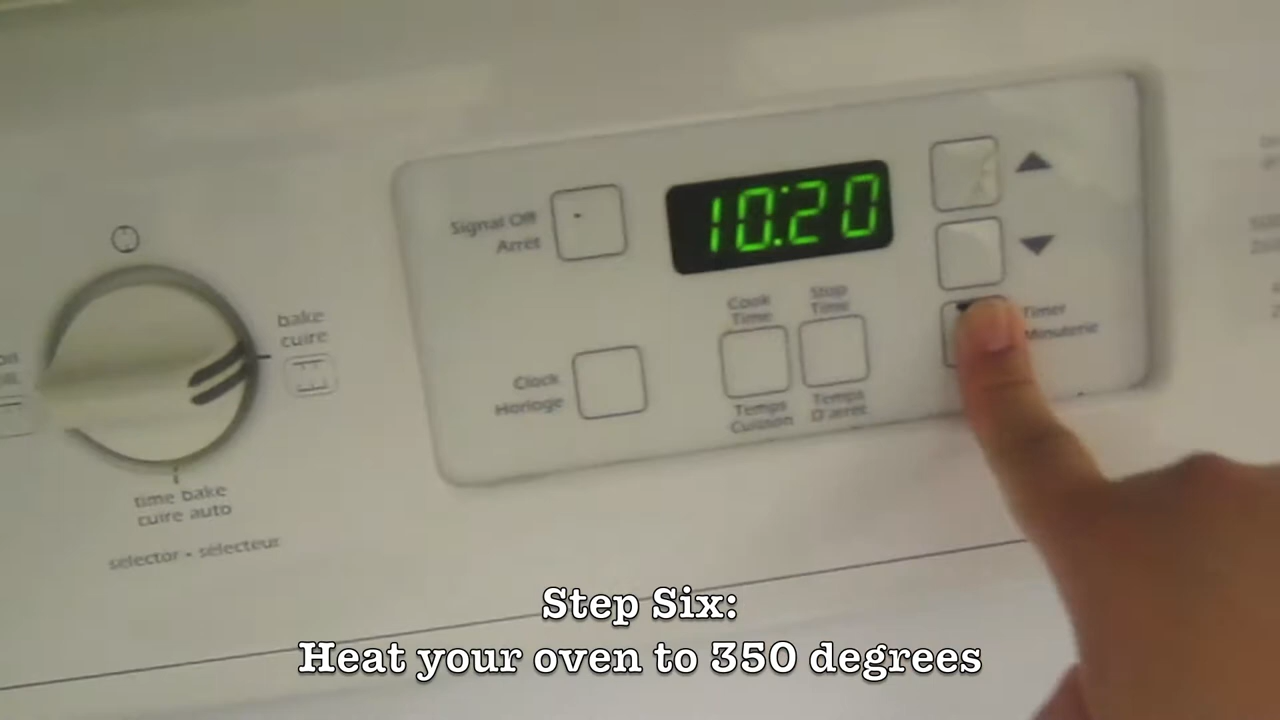 Signal Off
Arrêt
10:20
bake
cuire
Cook
Time
Stop
Time
Timer
Minuterie
Clock
Horloge
Temps
Cuisson
Temps
D'arrêt
time bake
cuire auto
selector • sélecteur
Step Six:
Heat your oven to 350 degrees